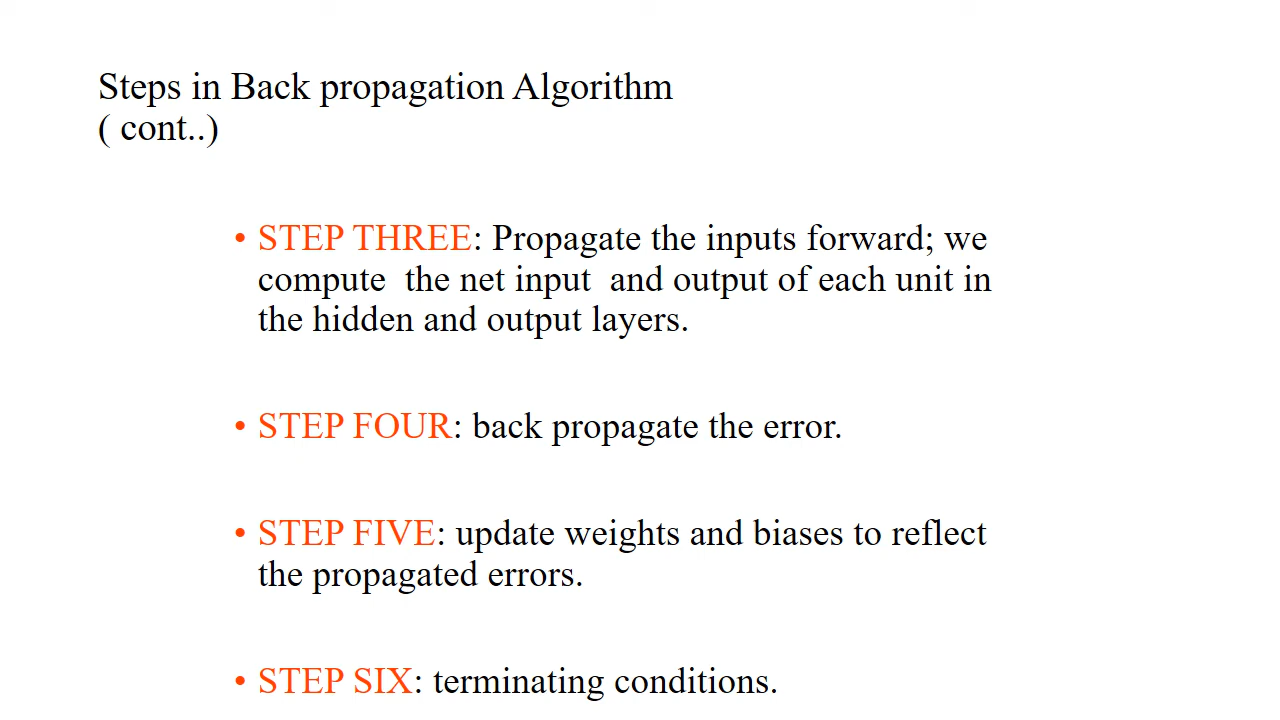 Steps in Back propagation Algorithm
( cont..)
• STEP THREE: Propagate the inputs forward; we
compute  the net input  and output of each unit in
the hidden and output layers.
• STEP FOUR: back propagate the error.
• STEP FIVE: update weights and biases to reflect
the propagated errors.
• STEP SIX: terminating conditions.